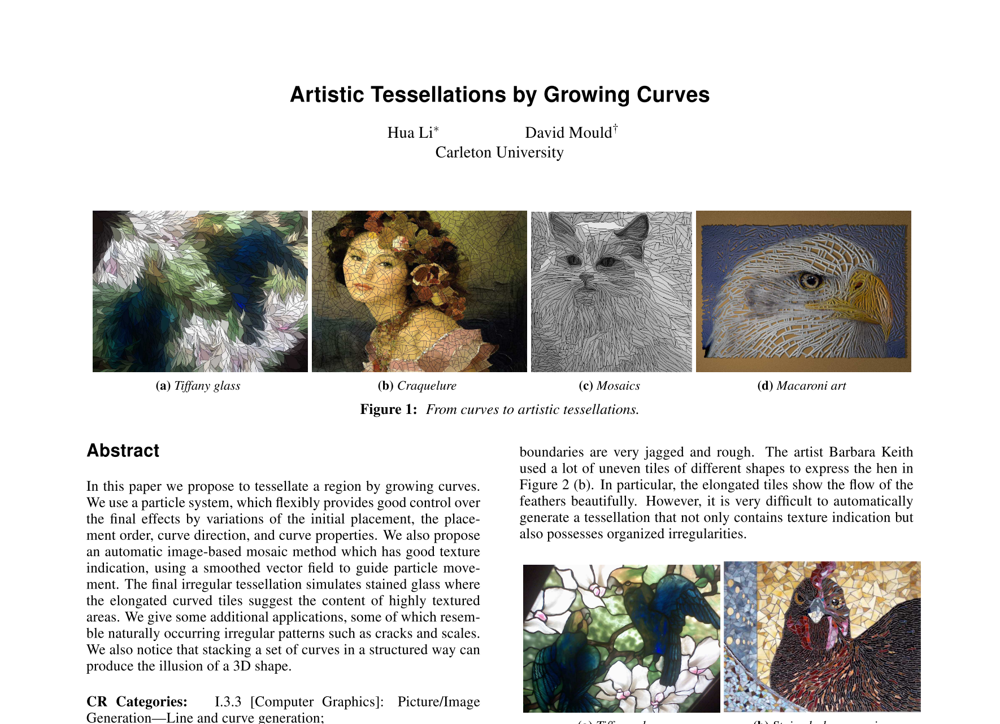 Artistic Tessellations by Growing Curves
Hua Li* David Mould†
Carleton University
(a) Tiffany glass (b) Craquelure (c) Mosaics (d) Macaroni art
Figure 1: From curves to artistic tessellations.
Abstract
In this paper we propose to tessellate a region by growing curves.
We use a particle system, which flexibly provides good control over
the final effects by variations of the initial placement, the place-
ment order, curve direction, and curve properties. We also propose
an automatic image-based mosaic method which has good texture
indication, using a smoothed vector field to guide particle move-
ment. The final irregular tessellation simulates stained glass where
the elongated curved tiles suggest the content of highly textured
areas. We give some additional applications, some of which resem-
ble naturally occurring irregular patterns such as cracks and scales.
We also notice that stacking a set of curves in a structured way can
produce the illusion of a 3D shape.
CR Categories: I.3.3 [Computer Graphics]: Picture/Image
Generation—Line and curve generation;
boundaries are very jagged and rough. The artist Barbara Keith
used a lot of uneven tiles of different shapes to express the hen in
Figure 2 (b). In particular, the elongated tiles show the flow of the
feathers beautifully. However, it is very difficult to automatically
generate a tessellation that not only contains texture indication but
also possesses organized irregularities.